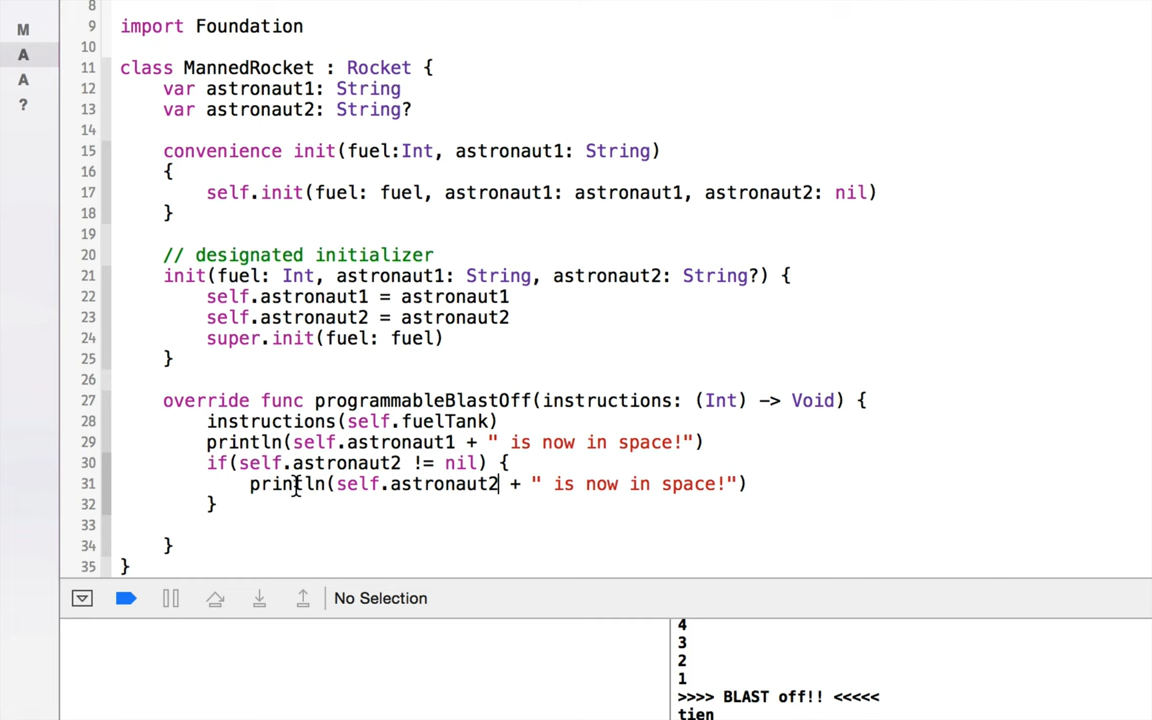 M
A
A
?
8
9 import Foundation
10
11 class MannedRocket : Rocket {
12 var astronaut1: String
13 var astronaut2: String?
14
15 convenience init(fuel:Int, astronaut1: String)
16 {
17 self.init(fuel: fuel, astronaut1: astronaut1, astronaut2: nil)
18 }
19
20 // designated initializer
21 init(fuel: Int, astronaut1: String, astronaut2: String?) {
22 self.astronaut1 = astronaut1
23 self.astronaut2 = astronaut2
24 super.init(fuel: fuel)
25 }
26
27 override func programmableBlastOff(instructions: (Int) -> Void) {
28 instructions(self.fuelTank)
29 println(self.astronaut1 + " is now in space!")
30 if(self.astronaut2 != nil) {
31 println(self.astronaut2 + " is now in space!")
32 }
33
34 }
35 }
No Selection
4
3
2
1
>>>> BLAST off!! <<<<<
tien